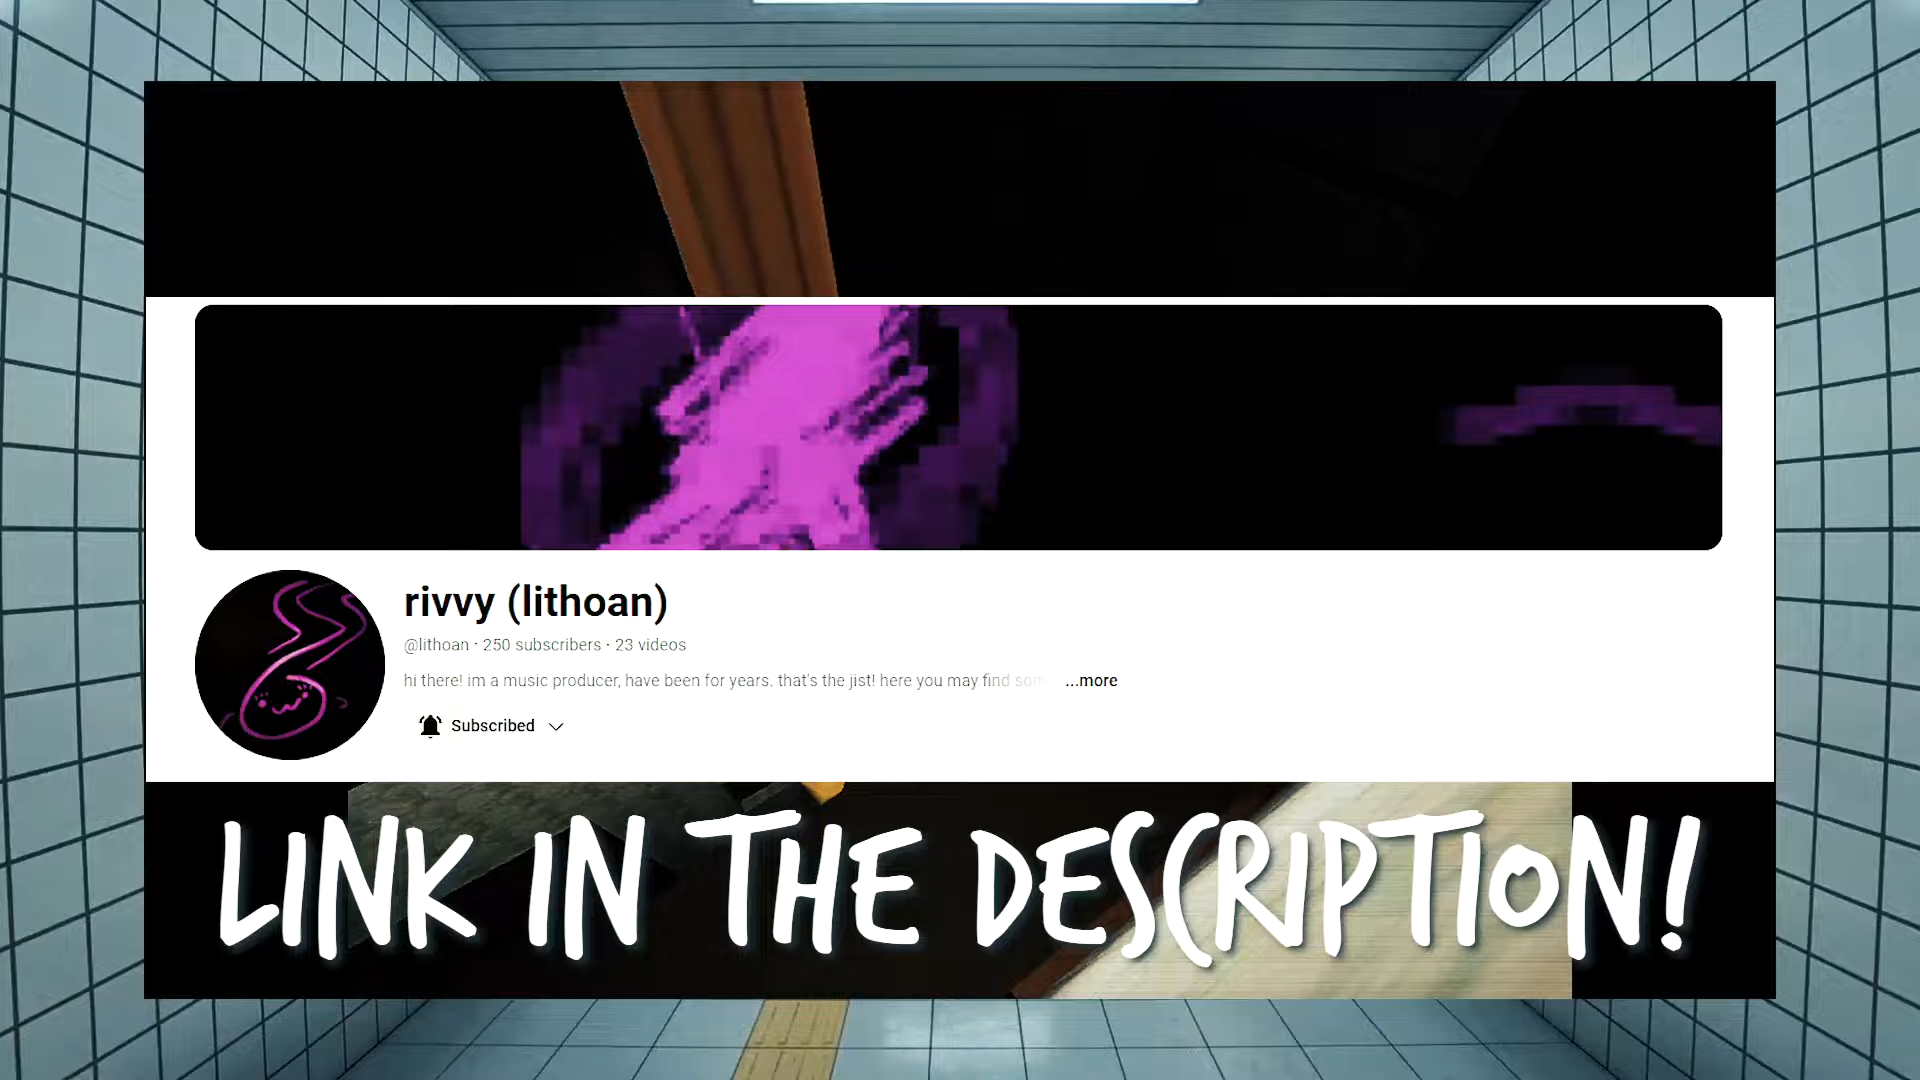 rivvy (lithoan)
@lithoan · 250 subscribers · 23 videos
hi there! im a music producer, have been for years. that's the jist! here you may find som ...more
Subscribed
LINK IN THE DESCRIPTION!